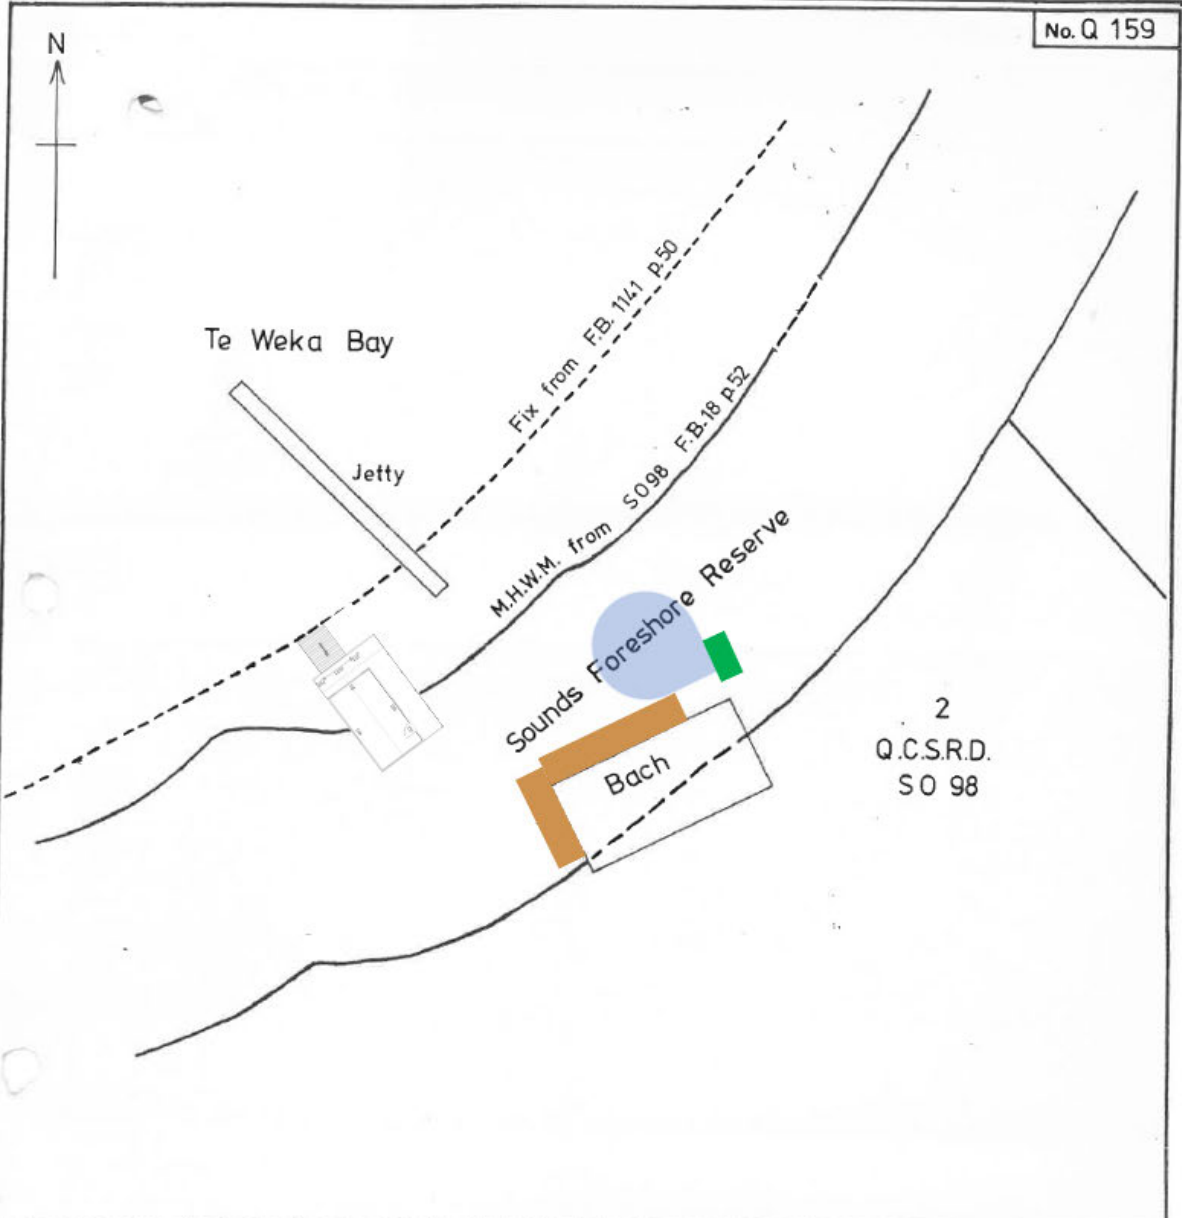 No. Q 159
N
Te Weka Bay
Fix from F.B. 1141 p.50
Jetty
M.H.W.M. from SO 98 F.B. 18 p.52
Sounds Foreshore Reserve
Bach
2
Q.C.S.R.D.
SO 98